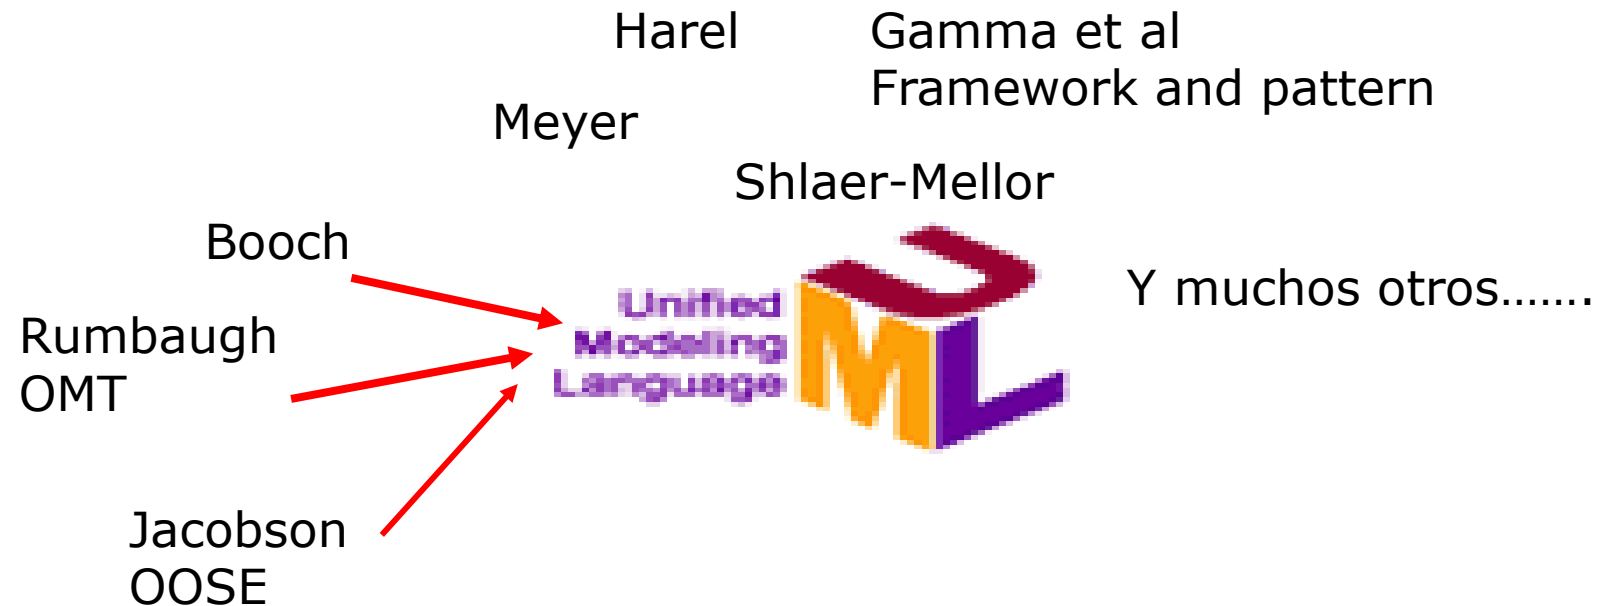 Harel
Gamma et al
Framework and pattern
Meyer
Shlaer-Mellor
Booch
Y muchos otros…….
Rumbaugh
OMT
Unified
Modeling
Language
UML
Jacobson
OOSE